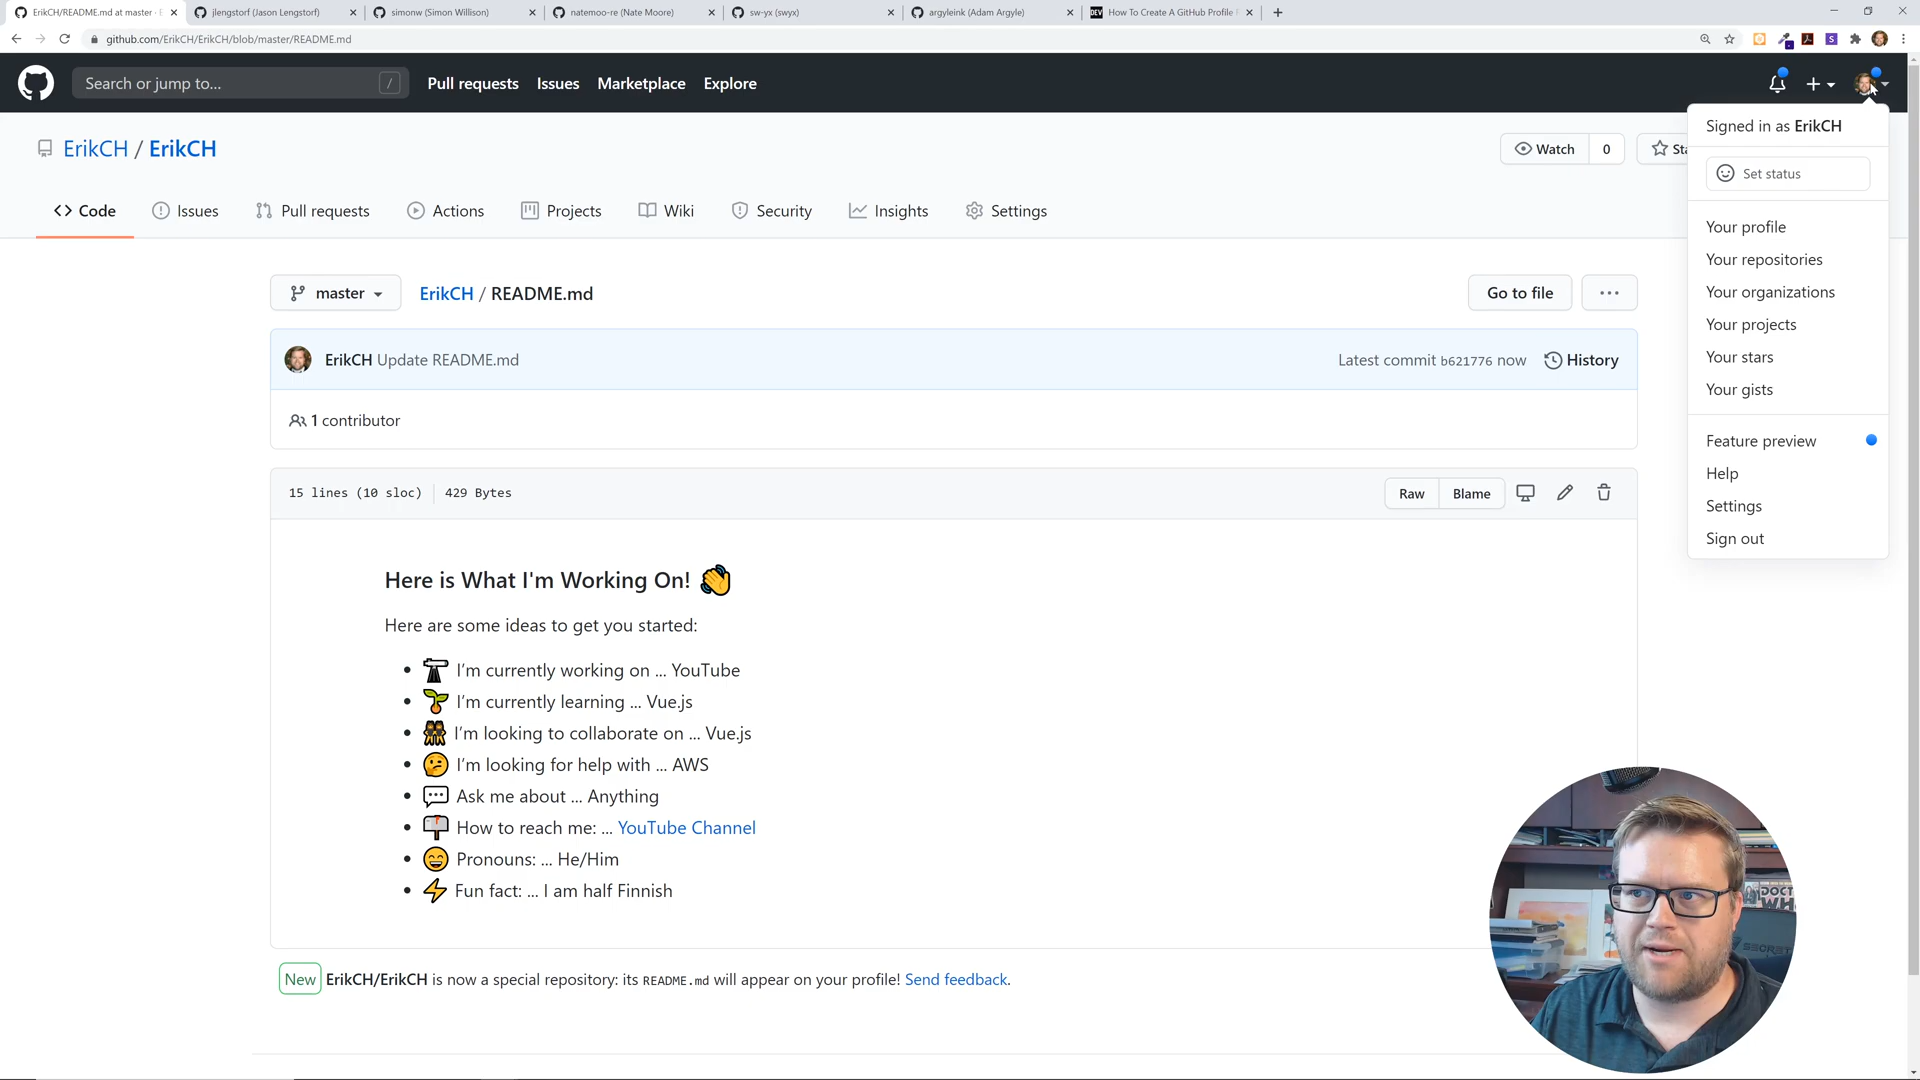 ErikCH/README.md at master · E
jlengstorf (Jason Lengstorf)
simonw (Simon Willison)
natemoo-re (Nate Moore)
sw-yx (swyx)
argyleink (Adam Argyle)
DEV How To Create A GitHub Profile
github.com/ErikCH/ErikCH/blob/master/README.md
Search or jump to... /
Pull requests
Issues
Marketplace
Explore
Signed in as ErikCH
Set status
Your profile
Your repositories
Your organizations
Your projects
Your stars
Your gists
Feature preview
Help
Settings
Sign out
ErikCH / ErikCH
Watch 0
Sta
Code
Issues
Pull requests
Actions
Projects
Wiki
Security
Insights
Settings
master
ErikCH / README.md
Go to file
ErikCH Update README.md
Latest commit b621776 now
History
1 contributor
15 lines (10 sloc) 429 Bytes
Raw
Blame
Here is What I'm Working On! 👋
Here are some ideas to get you started:
• 🔭 I'm currently working on ... YouTube
• 🌱 I'm currently learning ... Vue.js
• 👯 I'm looking to collaborate on ... Vue.js
• 🤔 I'm looking for help with ... AWS
• 💬 Ask me about ... Anything
• 📫 How to reach me: ... YouTube Channel
• 😄 Pronouns: ... He/Him
• ⚡ Fun fact: ... I am half Finnish
New ErikCH/ErikCH is now a special repository: its README.md will appear on your profile! Send feedback.
DOCTO
WH